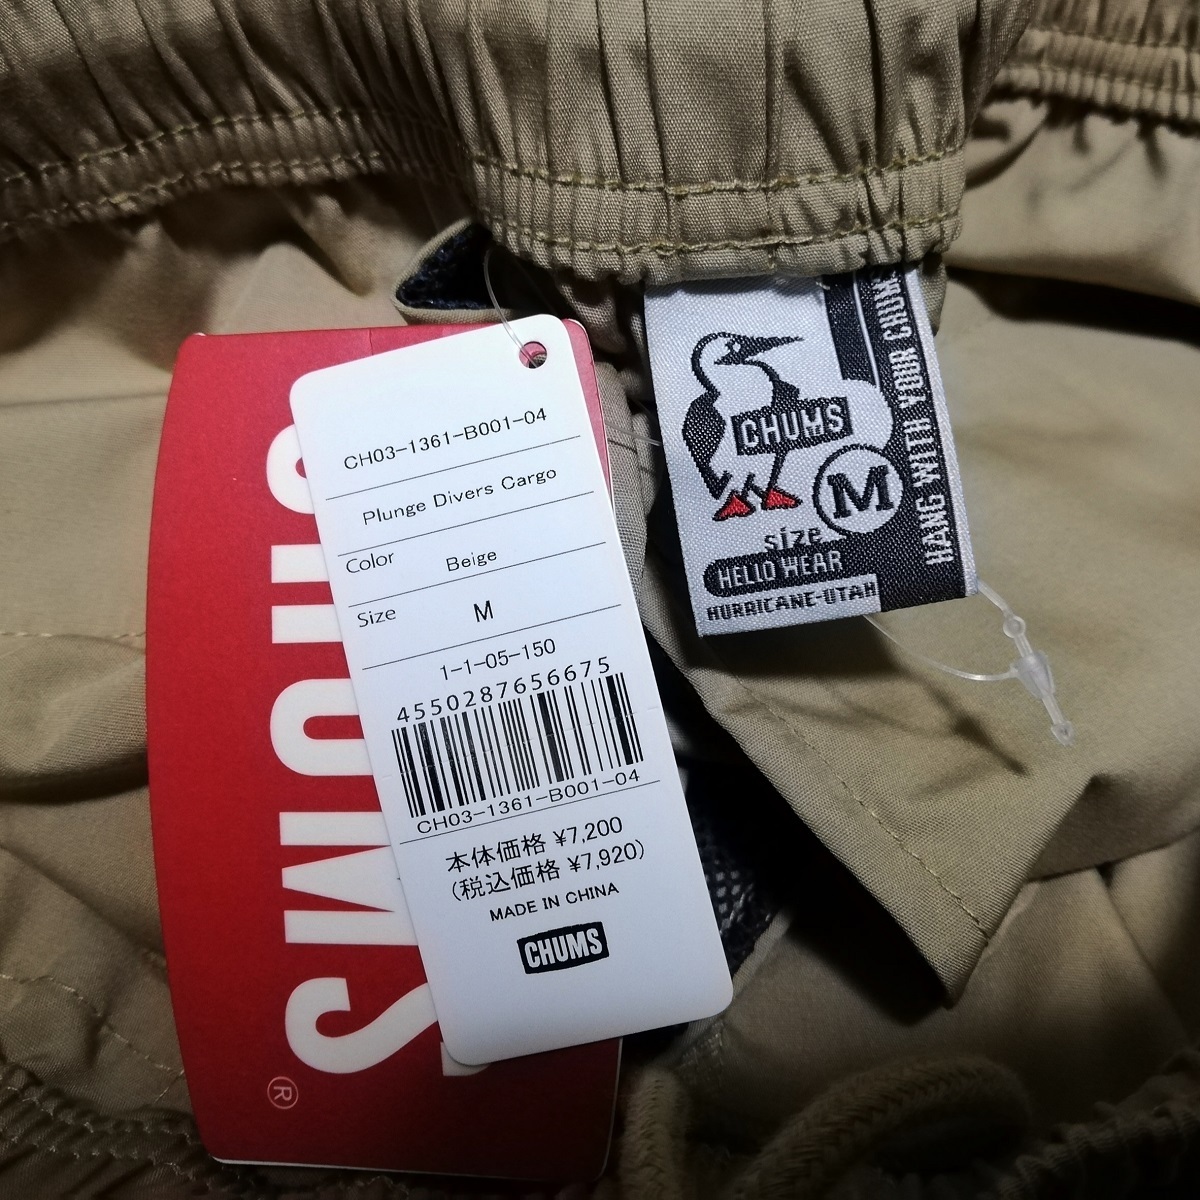 CH03-1361-B001-04
Plunge Divers Cargo
Color Beige
Size M
1-1-05-150
4550287656675
CH03-1361-B001-04
本体価格 ¥7,200
(税込価格 ¥7,920)
MADE IN CHINA
CHUMS
CHUMS
®
CHUMS
M
size
HELLO WEAR
HURRICANE-UTAH
HANG WITH YOUR CHUMS